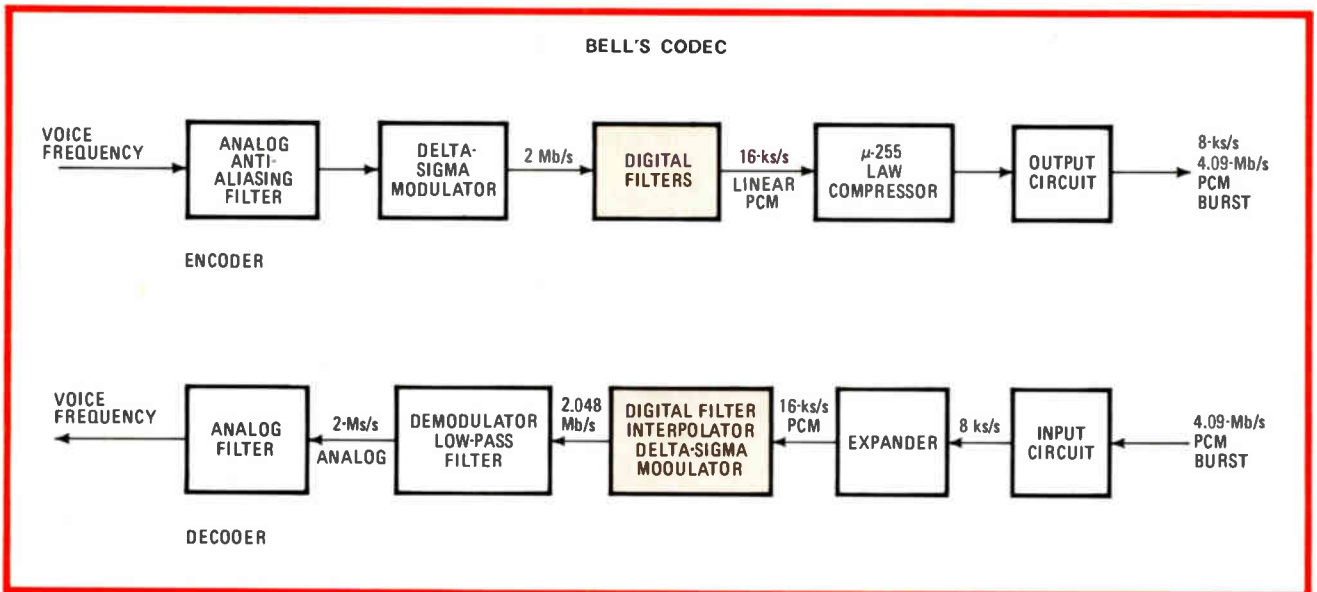 BELL'S CODEC
VOICE
FREQUENCY
ANALOG
ANTI-
ALIASING
FILTER
DELTA-
SIGMA
MODULATOR
2 Mb/s
DIGITAL
FILTERS
16-ks/s
LINEAR
PCM
μ-255
LAW
COMPRESSOR
OUTPUT
CIRCUIT
8-ks/s
4.09-Mb/s
PCM
BURST
ENCODER
VOICE
FREQUENCY
ANALOG
FILTER
2-Ms/s
ANALOG
DEMODULATOR
LOW-PASS
FILTER
2.048
Mb/s
DIGITAL FILTER
INTERPOLATOR
DELTA-SIGMA
MODULATOR
16-ks/s
PCM
EXPANDER
8 ks/s
INPUT
CIRCUIT
4.09-Mb/s
PCM
BURST
DECODER